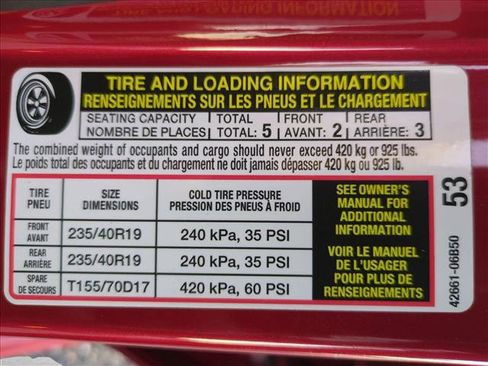 TIRE AND LOADING INFORMATION
RENSEIGNEMENTS SUR LES PNEUS ET LE CHARGEMENT
SEATING CAPACITY TOTAL FRONT REAR
NOMBRE DE PLACES TOTAL: 5 AVANT: 2 ARRIÈRE: 3
The combined weight of occupants and cargo should never exceed 420 kg or 925 lbs.
Le poids total des occupants et du chargement ne doit jamais dépasser 420 kg ou 925 lb.
TIRE SIZE COLD TIRE PRESSURE
PNEU DIMENSIONS PRESSION DES PNEUS À FROID
FRONT
AVANT 235/40R19 240 kPa, 35 PSI
REAR
ARRIÈRE 235/40R19 240 kPa, 35 PSI
SPARE
DE SECOURS T155/70D17 420 kPa, 60 PSI
SEE OWNER'S
MANUAL FOR
ADDITIONAL
INFORMATION
VOIR LE MANUEL
DE L'USAGER
POUR PLUS DE
RENSEIGNEMENTS
53
42661-06B50